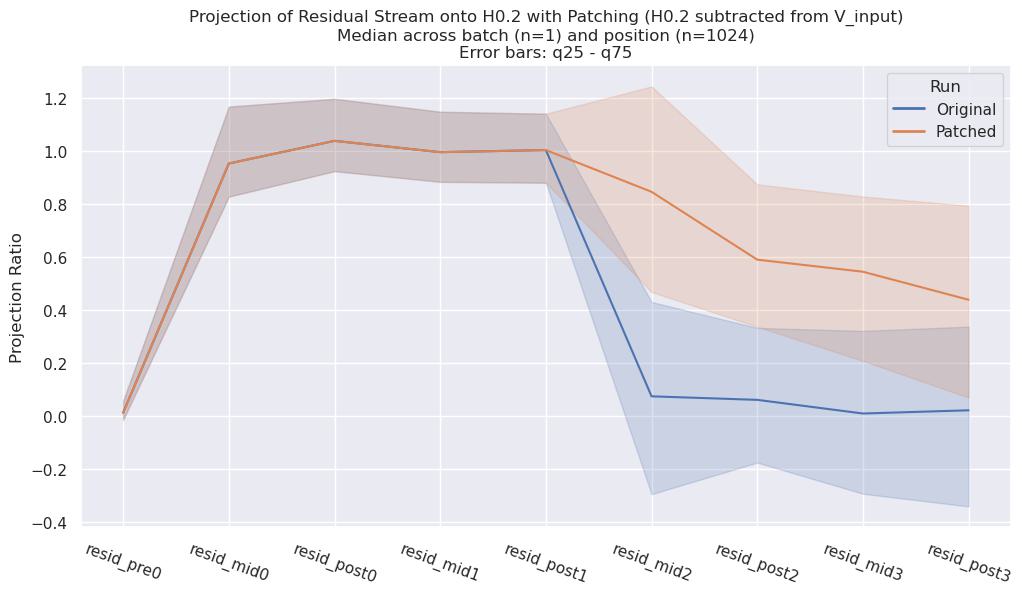 Projection of Residual Stream onto H0.2 with Patching (H0.2 subtracted from V_input)
Median across batch (n=1) and position (n=1024)
Error bars: q25 - q75
Run
Original
Patched
Projection Ratio
1.2
1.0
0.8
0.6
0.4
0.2
0.0
−0.2
−0.4
resid_pre0
resid_mid0
resid_post0
resid_mid1
resid_post1
resid_mid2
resid_post2
resid_mid3
resid_post3